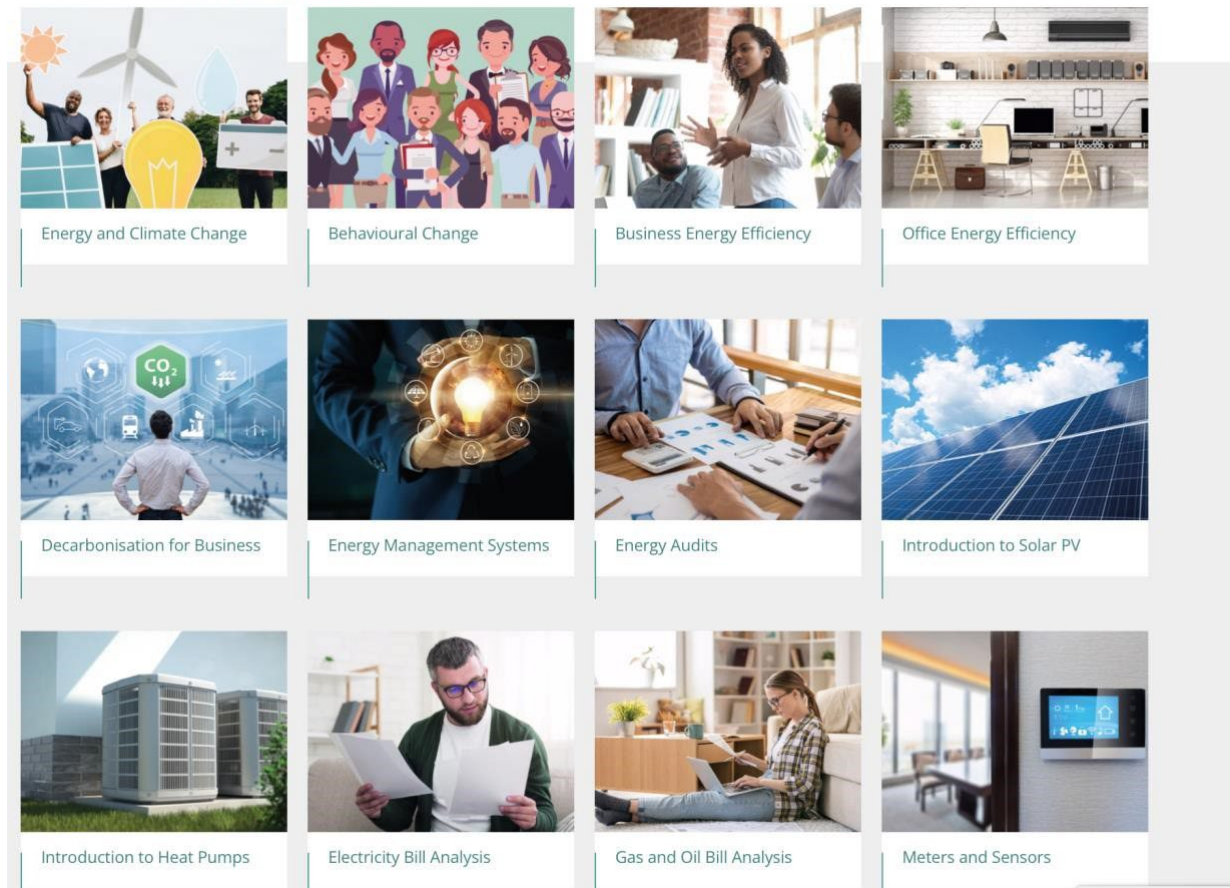 Energy and Climate Change
Behavioural Change
Business Energy Efficiency
Office Energy Efficiency
CO₂
Decarbonisation for Business
Energy Management Systems
Energy Audits
Introduction to Solar PV
Introduction to Heat Pumps
Electricity Bill Analysis
Gas and Oil Bill Analysis
Meters and Sensors